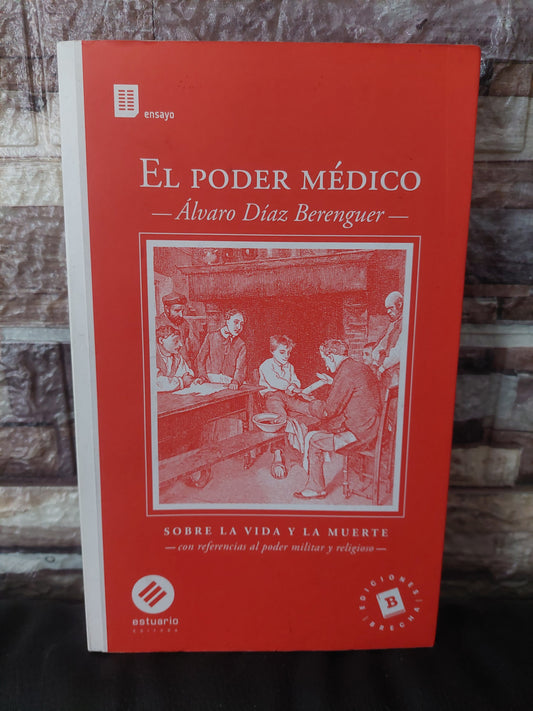 ensayo
EL PODER MÉDICO
— Álvaro Díaz Berenguer —
SOBRE LA VIDA Y LA MUERTE
— con referencias al poder militar y religioso —
estuario
EDITORA
EDICIONES
B
BRECHA